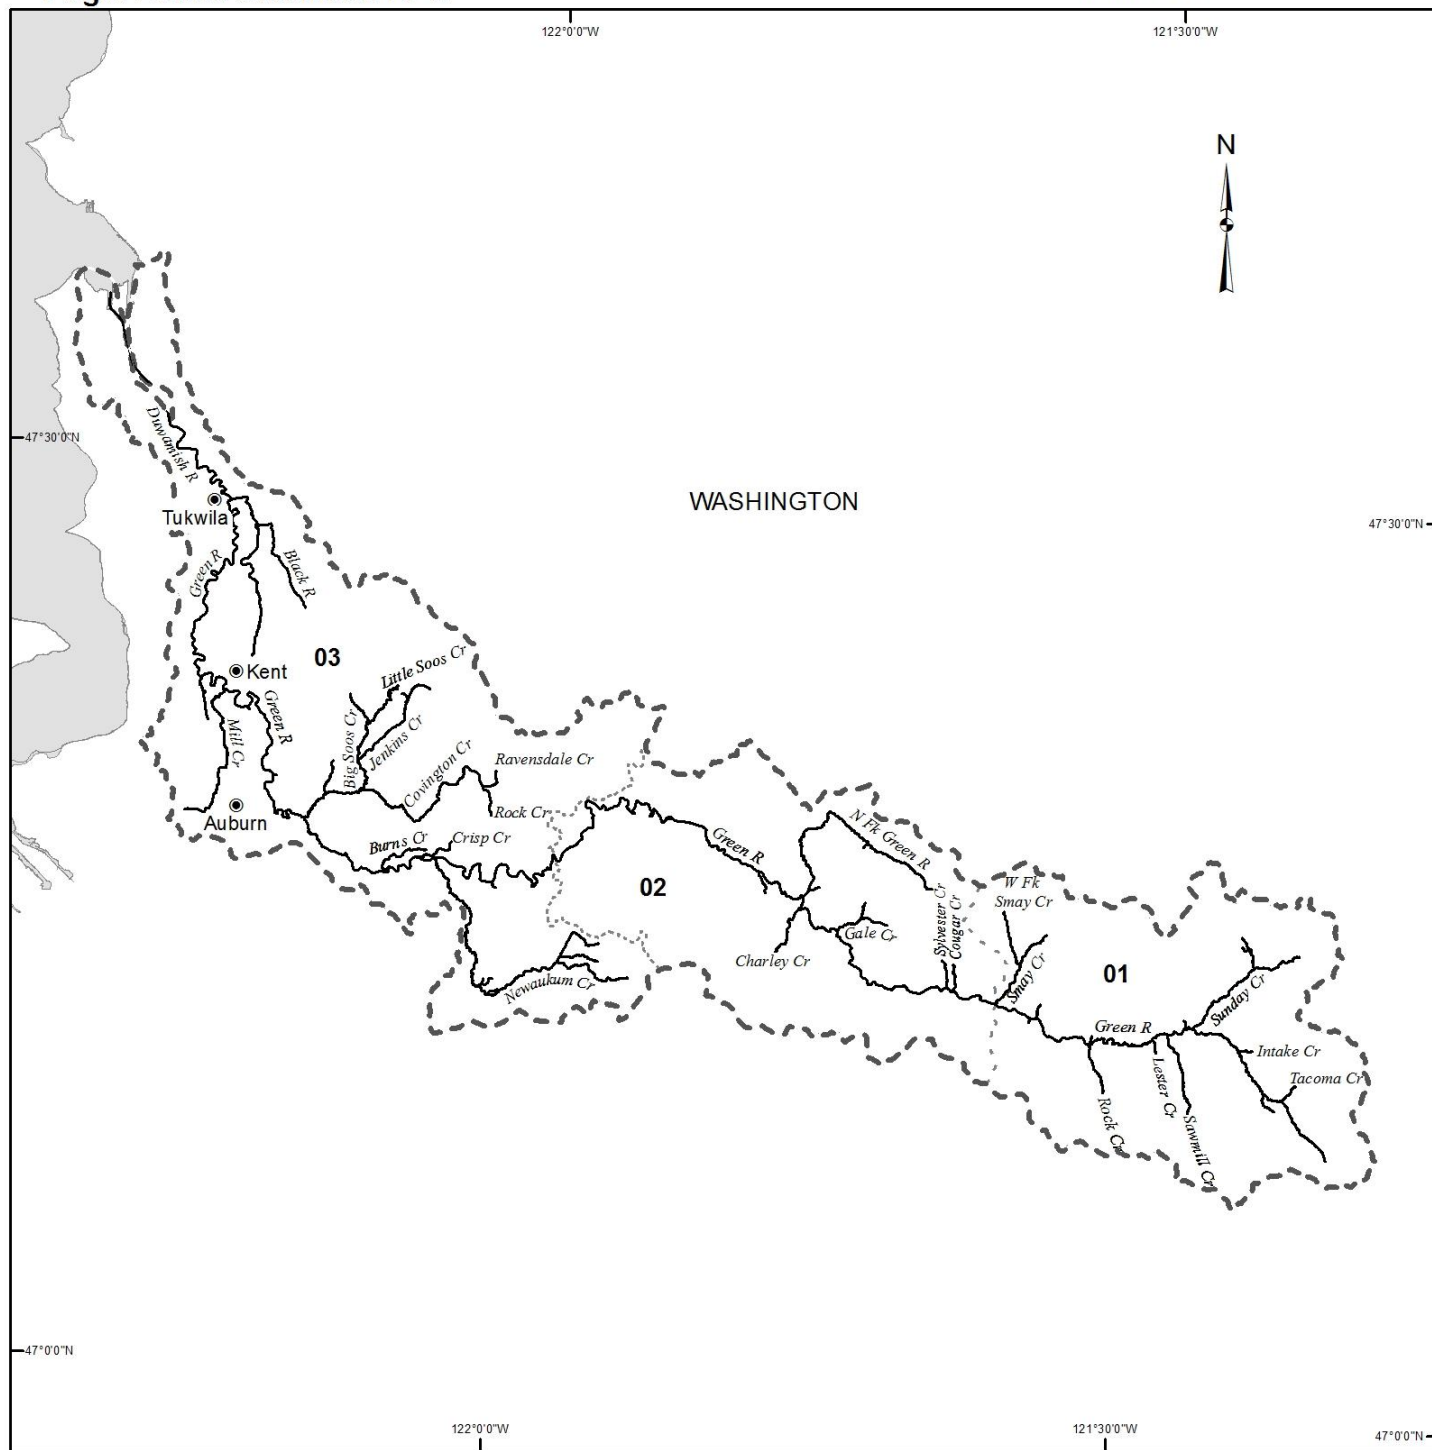 122°0'0"W
121°30'0"W
N
47°30'0"N
Duwamish R
WASHINGTON
Tukwila
47°30'0"N
Green R
Black R
03
Kent
Little Soos Cr
Green R
Mill Cr
Big Soos Cr
Jenkins Cr
Covington Cr
Ravensdale Cr
Rock Cr
Auburn
Burns Cr
Crisp Cr
Green R
N Fk Green R
02
W Fk
Smay Cr
Sylvester Cr
Cougar Cr
Gale Cr
Charley Cr
Newaukum Cr
Smay Cr
01
Sunday Cr
Green R
Intake Cr
Tacoma Cr
Lester Cr
Rock Cr
Sawmill Cr
47°0'0"N
122°0'0"W
121°30'0"W
47°0'0"N